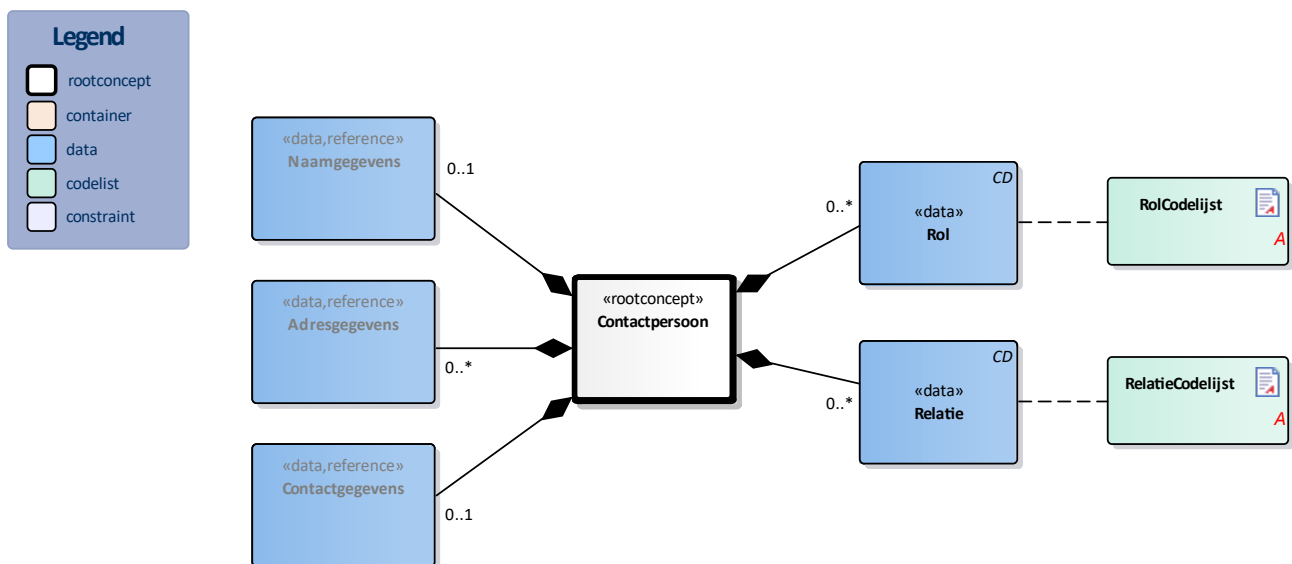 Legend
rootconcept
container
data
codelist
constraint
«data,reference»
Naamgegevens
0..1
«data,reference»
Adresgegevens
0..*
«data,reference»
Contactgegevens
0..1
«rootconcept»
Contactpersoon
CD
«data»
Rol
0..*
RolCodelijst
A
CD
«data»
Relatie
0..*
RelatieCodelijst
A